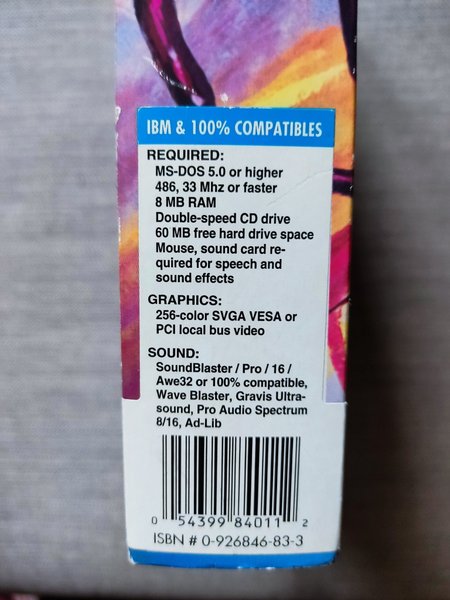 IBM & 100% COMPATIBLES
REQUIRED:
MS-DOS 5.0 or higher
486, 33 Mhz or faster
8 MB RAM
Double-speed CD drive
60 MB free hard drive space
Mouse, sound card re-
quired for speech and
sound effects
GRAPHICS:
256-color SVGA VESA or
PCI local bus video
SOUND:
SoundBlaster / Pro / 16 /
Awe32 or 100% compatible,
Wave Blaster, Gravis Ultra-
sound, Pro Audio Spectrum
8/16, Ad-Lib
0 54399 84011 2
ISBN # 0-926846-83-3